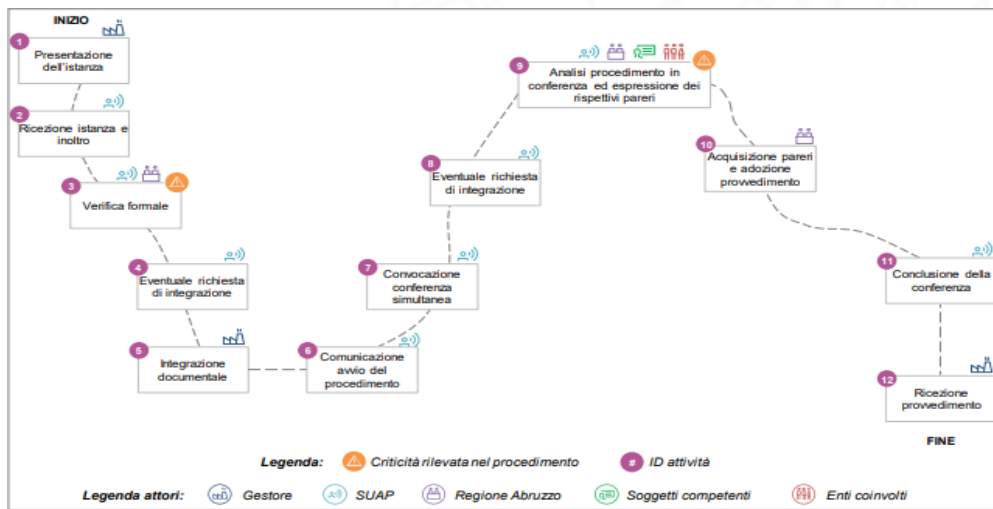 INIZIO
1
Presentazione
dell'istanza
2
Ricezione istanza e
inoltro
3
Verifica formale
4
Eventuale richiesta
di integrazione
5
Integrazione
documentale
6
Comunicazione
avvio del
procedimento
7
Convocazione
conferenza
simultanea
8
Eventuale richiesta
di integrazione
9
Analisi procedimento in
conferenza ed espressione dei
rispettivi pareri
10
Acquisizione pareri
e adozione
provvedimento
11
Conclusione della
conferenza
12
Ricezione
provvedimento
FINE
Legenda: Criticità rilevata nel procedimento # ID attività
Legenda attori: Gestore SUAP Regione Abruzzo Soggetti competenti Enti coinvolti